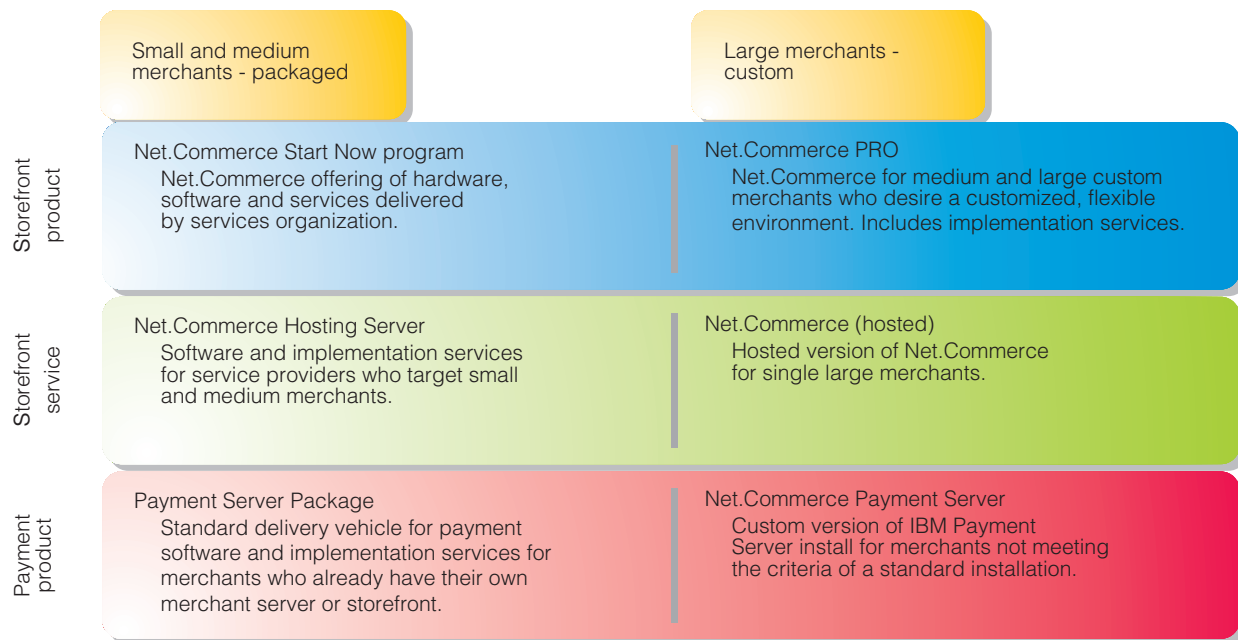 Small and medium
merchants - packaged
Large merchants -
custom
Storefront
product
Net.Commerce Start Now program
Net.Commerce offering of hardware,
software and services delivered
by services organization.
Net.Commerce PRO
Net.Commerce for medium and large custom
merchants who desire a customized, flexible
environment. Includes implementation services.
Storefront
service
Net.Commerce Hosting Server
Software and implementation services
for service providers who target small
and medium merchants.
Net.Commerce (hosted)
Hosted version of Net.Commerce
for single large merchants.
Payment
product
Payment Server Package
Standard delivery vehicle for payment
software and implementation services for
merchants who already have their own
merchant server or storefront.
Net.Commerce Payment Server
Custom version of IBM Payment
Server install for merchants not meeting
the criteria of a standard installation.